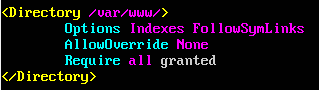 <Directory /var/www/>
Options Indexes FollowSymLinks
AllowOverride None
Require all granted
</Directory>